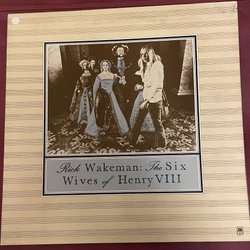 Rick Wakeman: The Six
Wives of Henry VIII